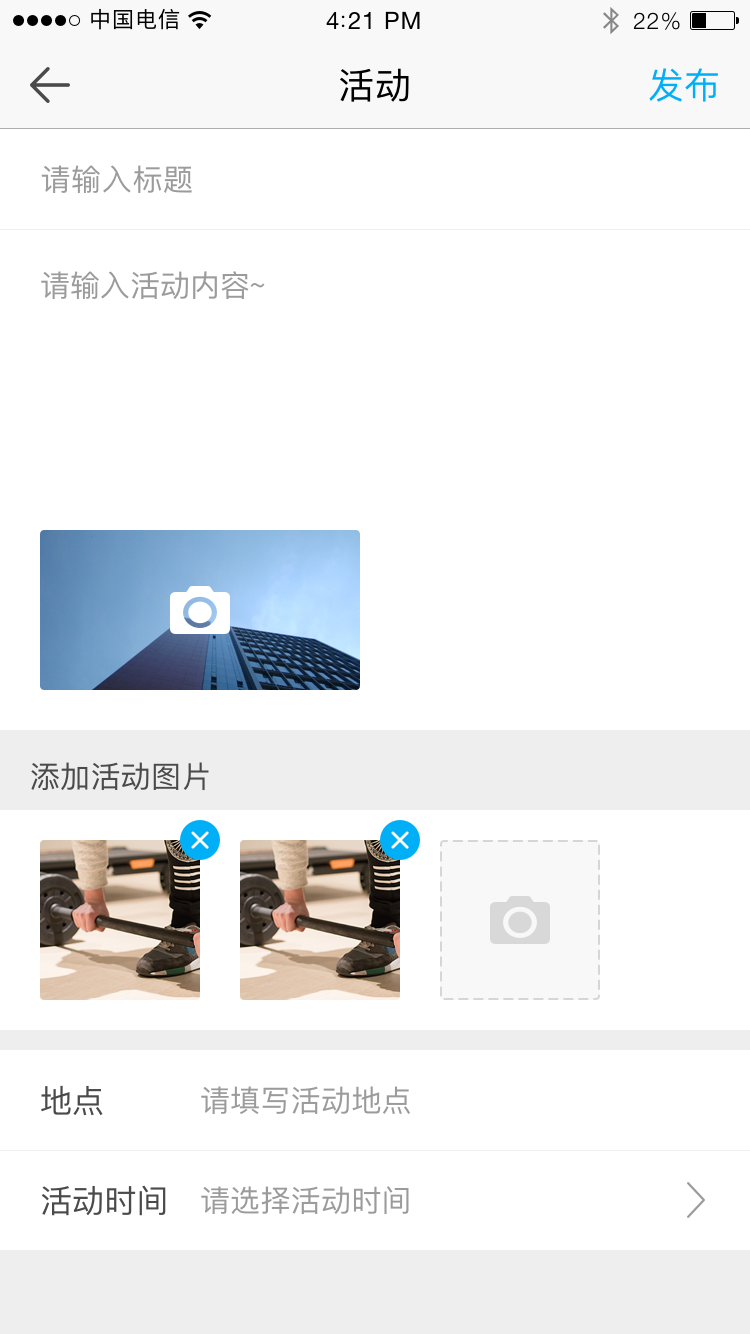 中国电信 4:21 PM 22%
活动 发布
请输入标题
请输入活动内容~
添加活动图片
地点 请填写活动地点
活动时间 请选择活动时间